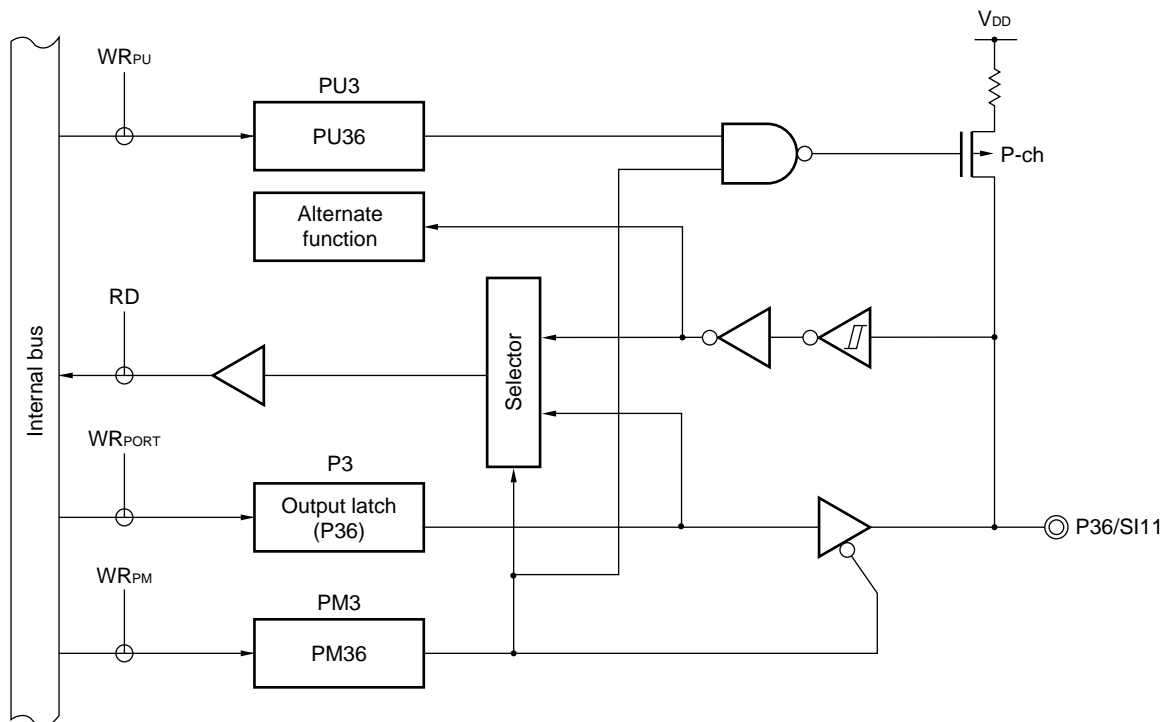 VDD
WRPU
PU3
PU36
P-ch
Alternate
function
RD
Internal bus
Selector
WRPORT
P3
Output latch
(P36)
P36/SI11
WRPM
PM3
PM36